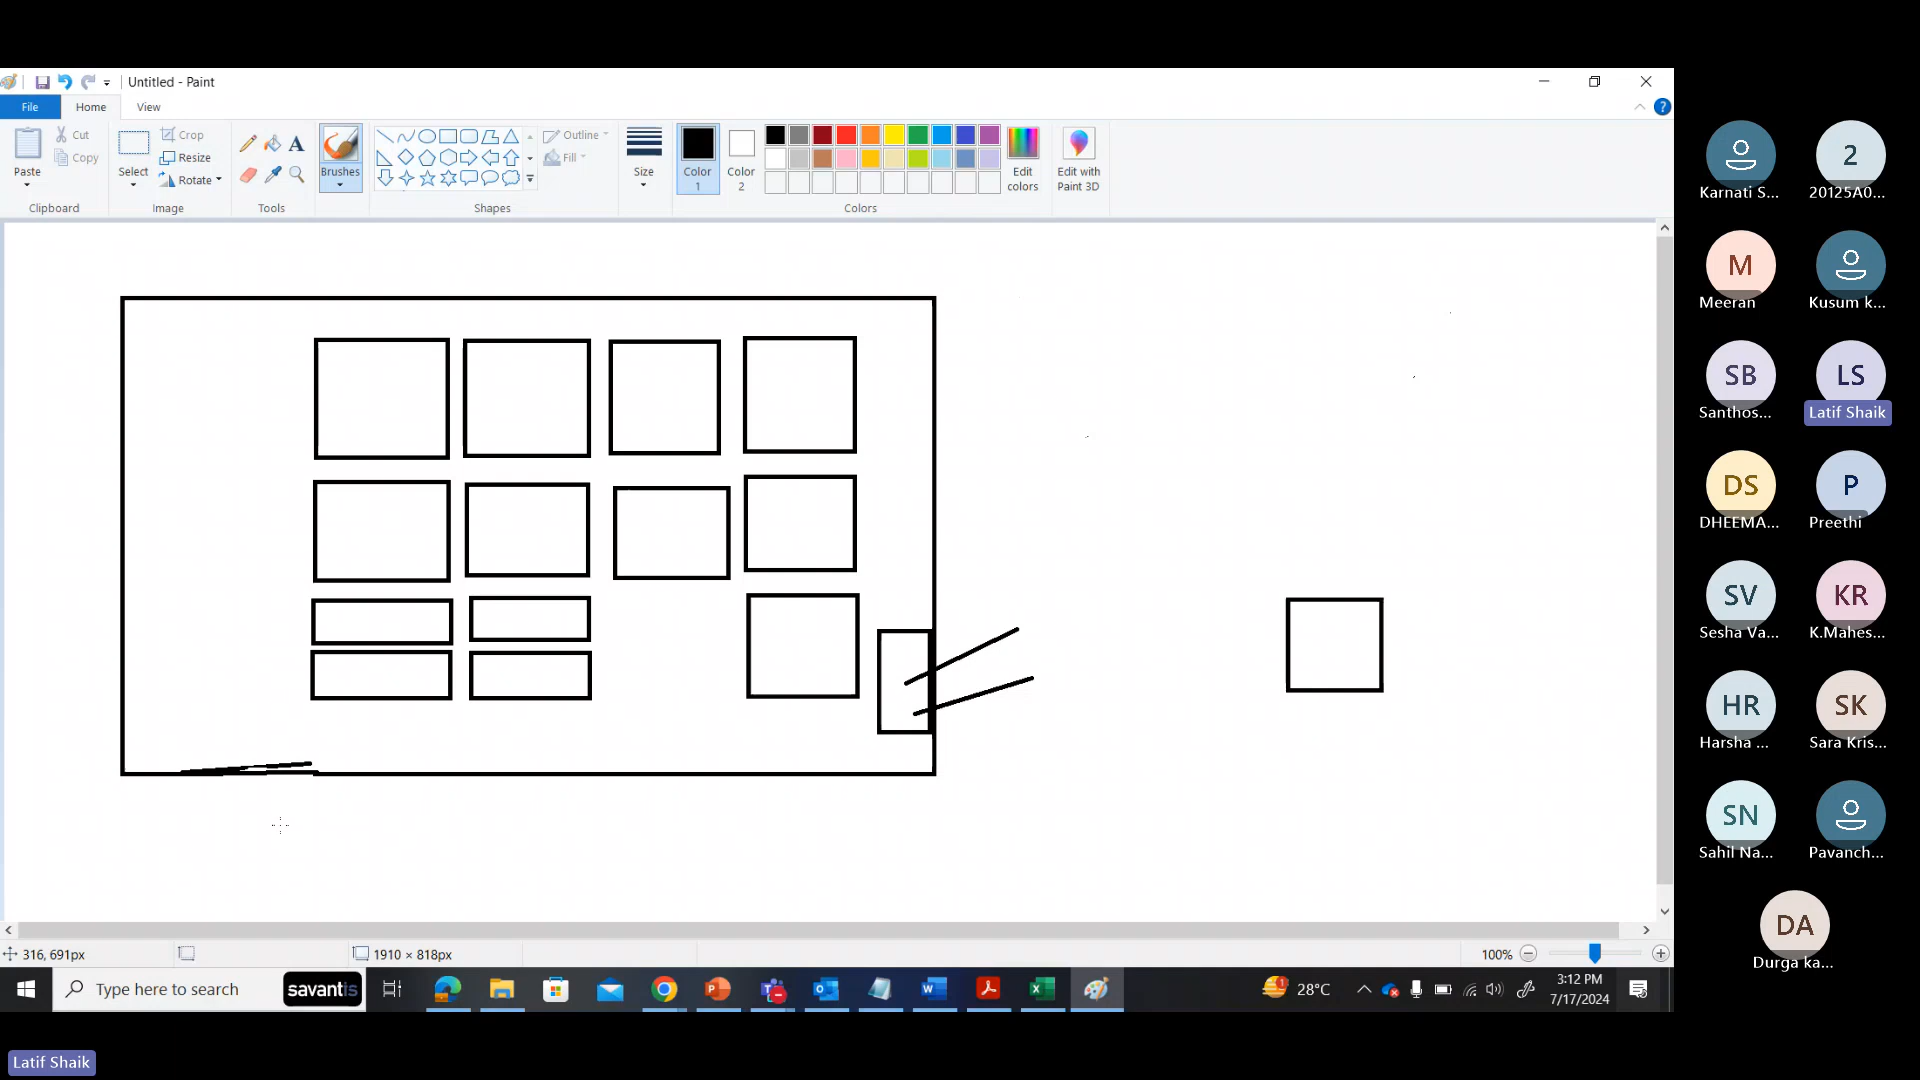 Untitled - Paint
File Home View
Paste
Cut
Copy
Clipboard
Select
Crop
Resize
Rotate
Image
Tools
Brushes
Shapes
Outline
Fill
Size
Color 1
Color 2
Edit colors
Colors
Edit with Paint 3D
316, 691px
1910 × 818px
100%
Type here to search
savantis
28°C
3:12 PM
7/17/2024
Karnati S...
2
20125A0...
M
Meeran
Kusum k...
SB
Santhos...
LS
Latif Shaik
DS
DHEEMA...
P
Preethi
SV
Sesha Va...
KR
K.Mahes...
HR
Harsha ...
SK
Sara Kris...
SN
Sahil Na...
Pavanch...
DA
Durga ka...
Latif Shaik